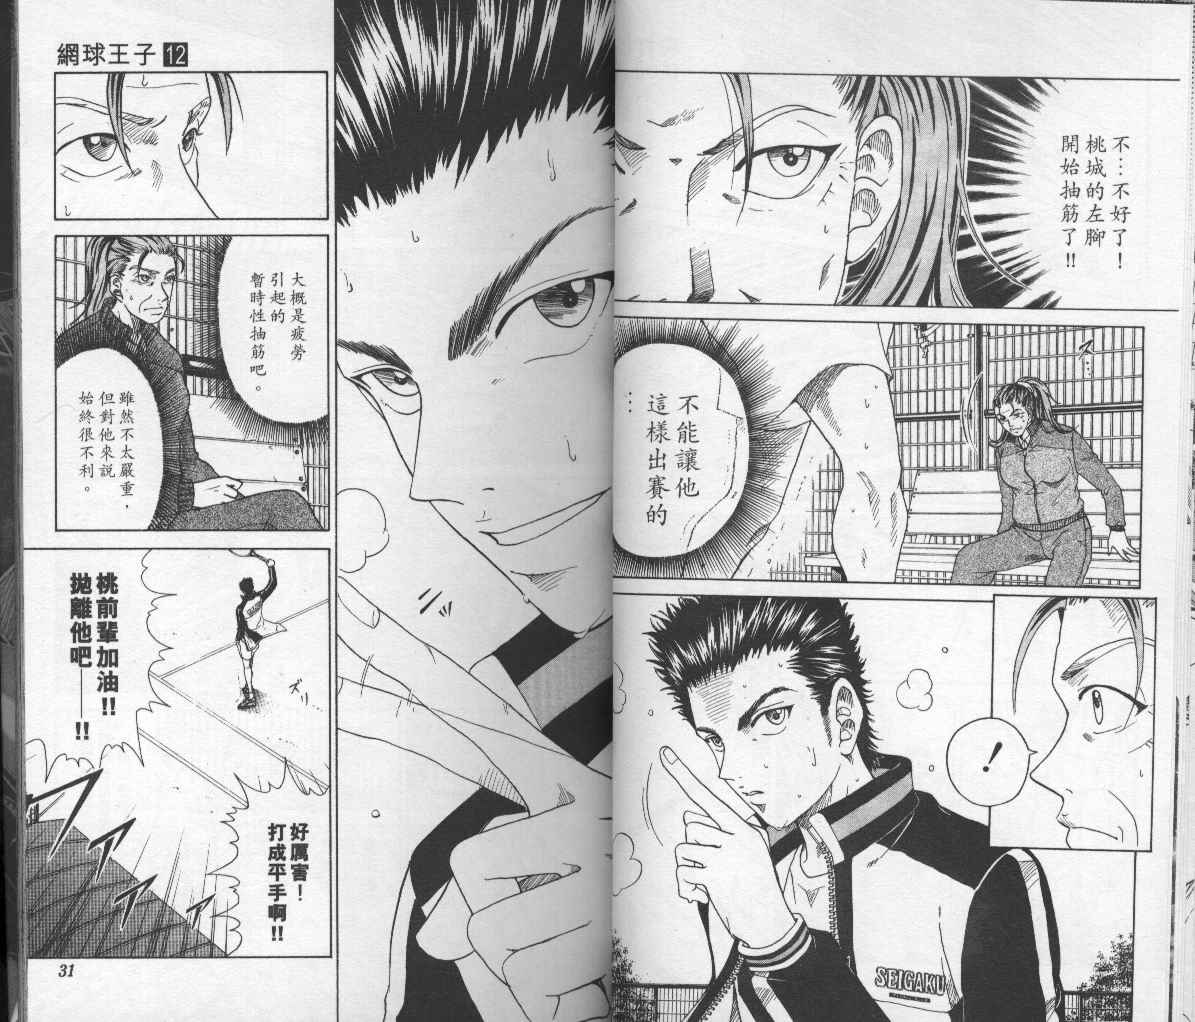 不…不好了！
桃城的左腳
開始抽筋了!!
不能讓他
這樣出賽的
…
！
SEIGAKU
網球王子 12
大概是疲勞
引起的
暫時性抽筋吧。
雖然不太嚴重，
但對他來說
始終很不利。
桃前輩加油!!
拋離他吧——!!
ズリ
好厲害！
打成平手啊!!
31